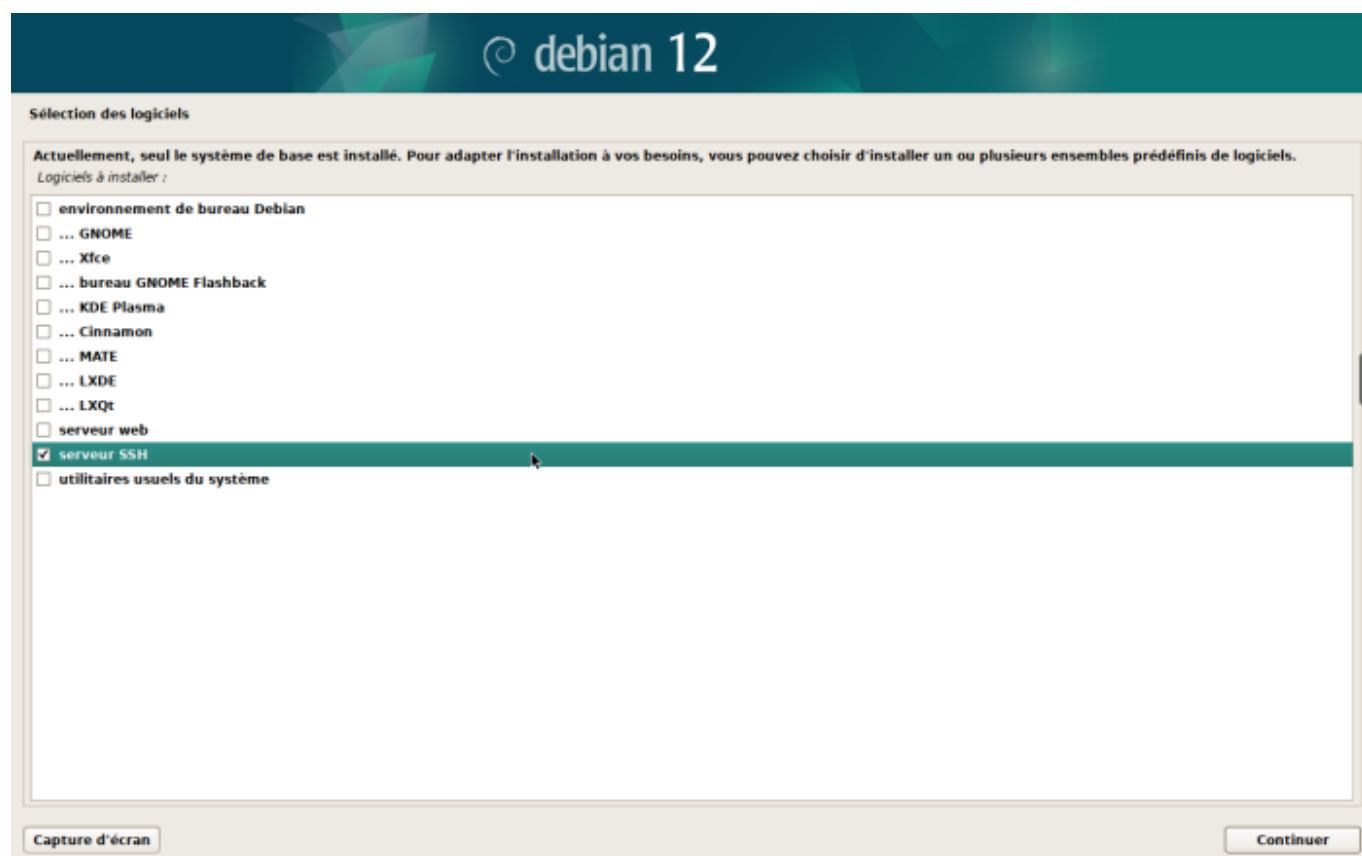 debian 12
Sélection des logiciels
Actuellement, seul le système de base est installé. Pour adapter l'installation à vos besoins, vous pouvez choisir d'installer un ou plusieurs ensembles prédéfinis de logiciels.
Logiciels à installer :
environnement de bureau Debian
... GNOME
... Xfce
... bureau GNOME Flashback
... KDE Plasma
... Cinnamon
... MATE
... LXDE
... LXQt
serveur web
serveur SSH
utilitaires usuels du système
Capture d'écran
Continuer